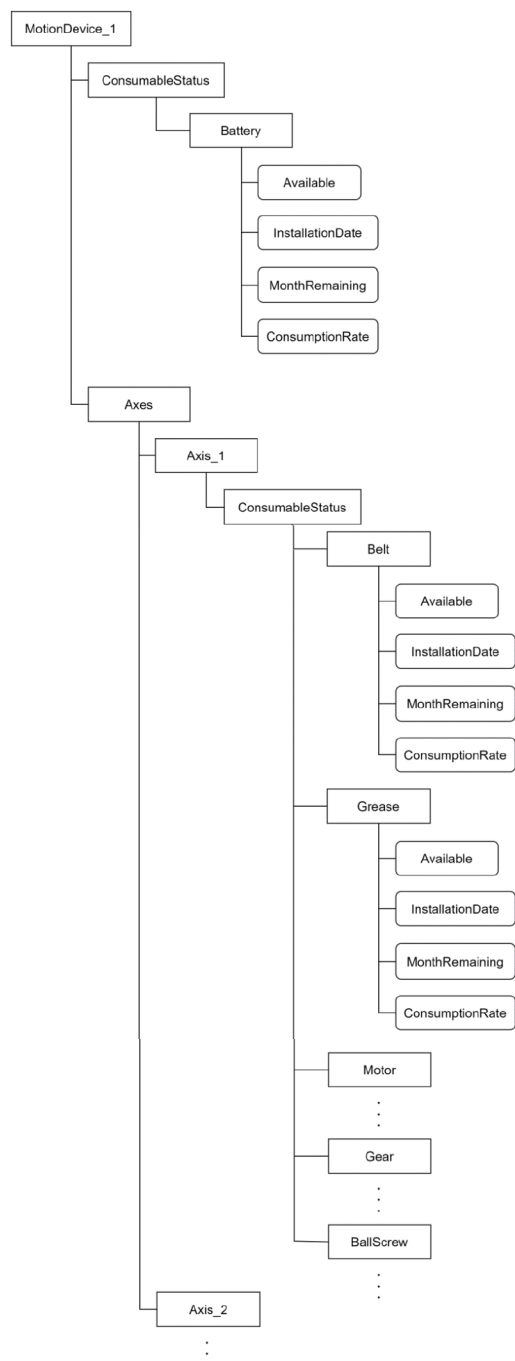 MotionDevice_1
ConsumableStatus
Battery
Available
InstallationDate
MonthRemaining
ConsumptionRate
Axes
Axis_1
ConsumableStatus
Belt
Available
InstallationDate
MonthRemaining
ConsumptionRate
Grease
Available
InstallationDate
MonthRemaining
ConsumptionRate
Motor
Gear
BallScrew
Axis_2